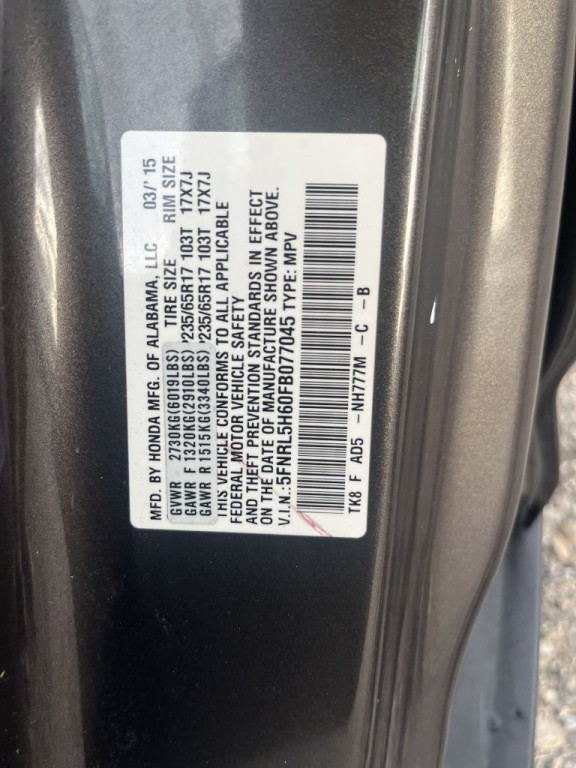 MFD. BY HONDA MFG. OF ALABAMA, LLC 03/' 15
GVWR 2730KG(6019LBS) TIRE SIZE RIM SIZE
GAWR F 1320KG(2910LBS) P235/65R17 103T 17X7J
GAWR R 1515KG(3340LBS) P235/65R17 103T 17X7J
THIS VEHICLE CONFORMS TO ALL APPLICABLE
FEDERAL MOTOR VEHICLE SAFETY
AND THEFT PREVENTION STANDARDS IN EFFECT
ON THE DATE OF MANUFACTURE SHOWN ABOVE.
V.I.N.:5FNRL5H60FB077045 TYPE: MPV
TK8 F AD5 -NH777M -C -B